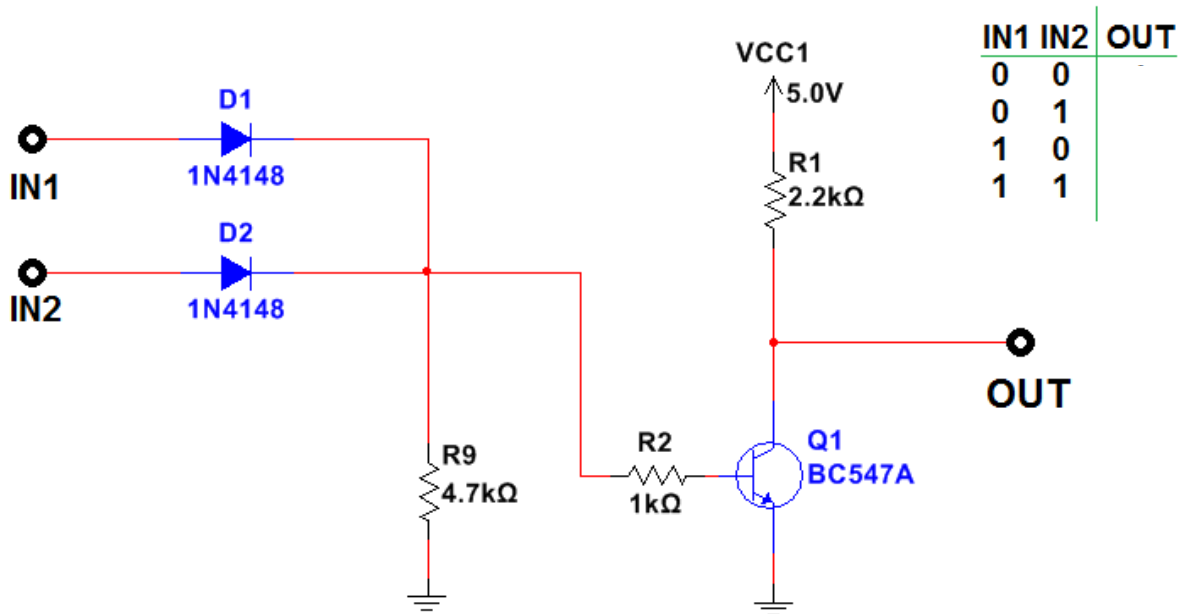 VCC1
5.0V
IN1 IN2 OUT
0 0
0 1
1 0
1 1
D1
1N4148
IN1
R1
2.2kΩ
D2
1N4148
IN2
OUT
R9
4.7kΩ
R2
1kΩ
Q1
BC547A